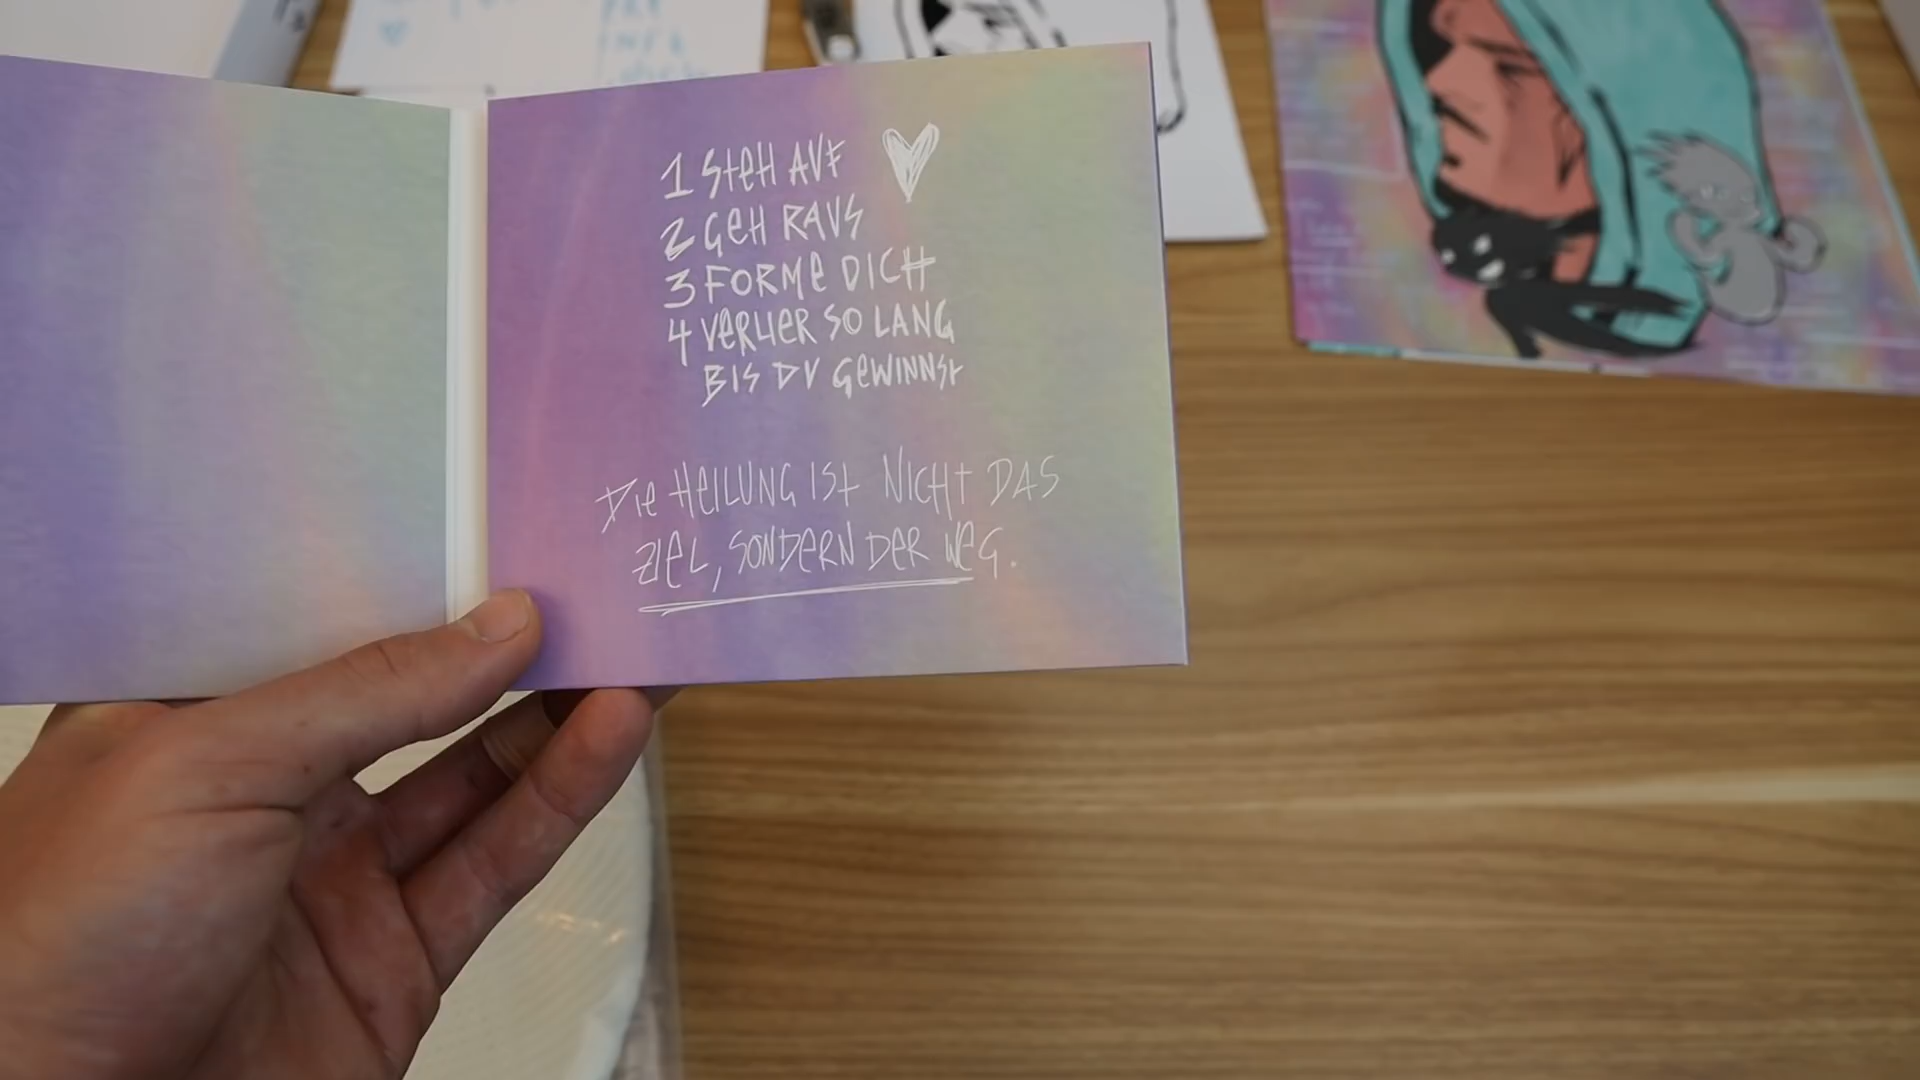 1 STEH AUF
2 GEH RAUS
3 FORME DICH
4 VERLIER SO LANG
BIS DU GEWINNST
Die HEILUNG IST NICHT DAS
ZIEL, SONDERN DER WEG.